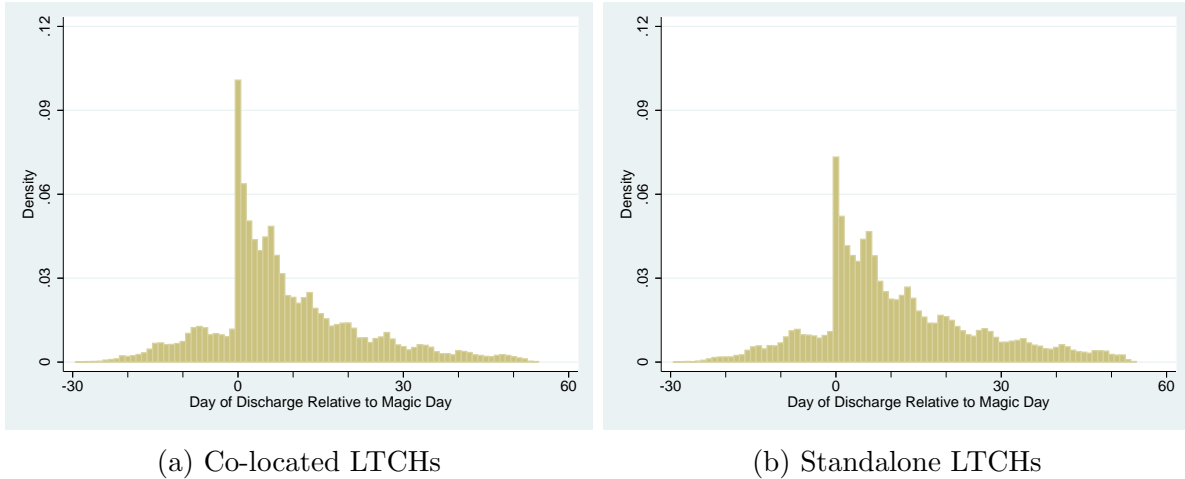 .12
.09
.06
.03
0
Density
-30 0 30 60
Day of Discharge Relative to Magic Day
(a) Co-located LTCHs
.12
.09
.06
.03
0
Density
-30 0 30 60
Day of Discharge Relative to Magic Day
(b) Standalone LTCHs